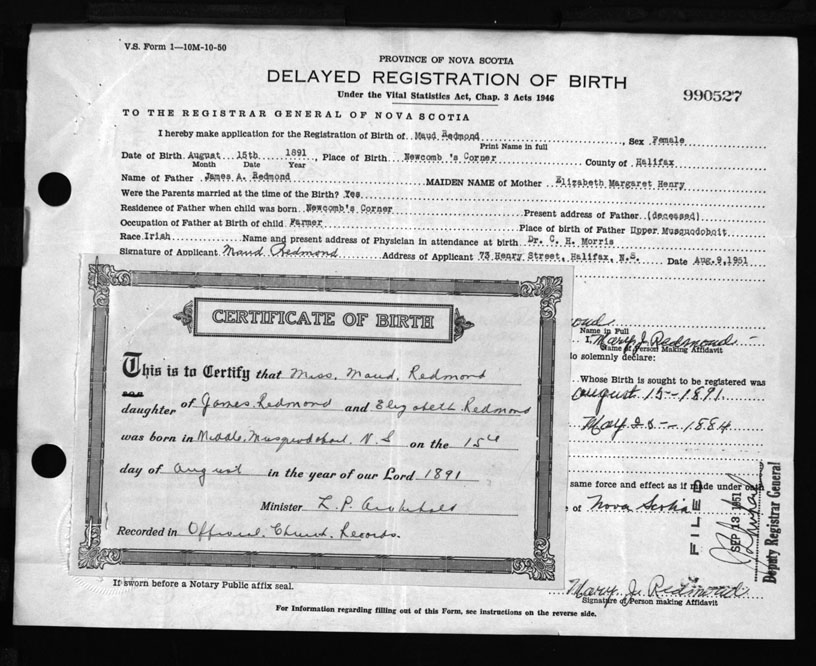 V.S. Form 1—10M-10-50
PROVINCE OF NOVA SCOTIA
DELAYED REGISTRATION OF BIRTH
Under the Vital Statistics Act, Chap. 3 Acts 1946
990527
TO THE REGISTRAR GENERAL OF NOVA SCOTIA
I hereby make application for the Registration of Birth of Maud Redmond, Sex Female
Print Name in full
Date of Birth August 15th 1891, Place of Birth Newcomb 's Corner County of Halifax
Month Date Year
Name of Father James A. Redmond MAIDEN NAME of Mother Elizabeth Margaret Henry
Were the Parents married at the time of the Birth? Yes
Residence of Father when child was born Newcomb's Corner Present address of Father (deceased)
Occupation of Father at Birth of child Farmer Place of birth of Father Upper Musquodoboit
Race Irish Name and present address of Physician in attendance at birth Dr. C. H. Morris
Signature of Applicant Maud Redmond Address of Applicant 73 Henry Street, Halifax, N.S. Date Aug.9,1951
CERTIFICATE OF BIRTH
This is to Certify that Miss. Maud. Redmond
son
daughter of James Redmond and Elizabeth Redmond
was born in Middle Musquodoboit, N.S on the 15th
day of August in the year of our Lord 1891
Minister L. P. Archibald
Recorded in Official Church Records.
ond
Name in Full
I, Mary J. Redmond
Name of Person Making Affidavit
do solemnly declare:
Whose Birth is sought to be registered was
August 15--1891
May 25--1884
same force and effect as if made under oath
e of Nova Scotia
FILED
SEP 13 1951
Deputy Registrar General
If sworn before a Notary Public affix seal.
Mary J. Redmond
Signature of Person making Affidavit
For Information regarding filling out of this Form, see instructions on the reverse side.